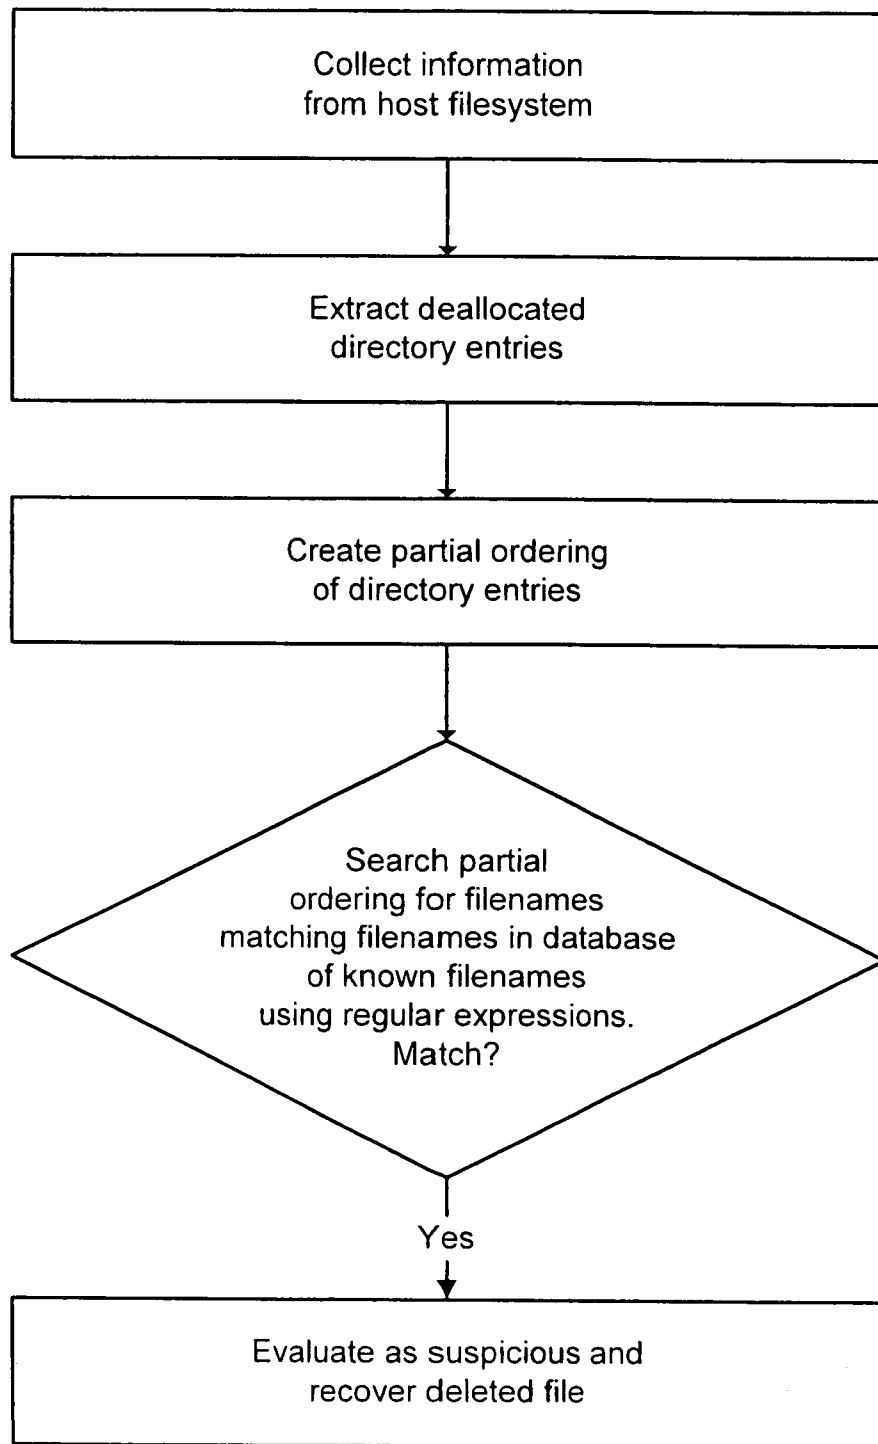 Collect information
from host filesystem
Extract deallocated
directory entries
Create partial ordering
of directory entries
Search partial
ordering for filenames
matching filenames in database
of known filenames
using regular expressions.
Match?
Yes
Evaluate as suspicious and
recover deleted file